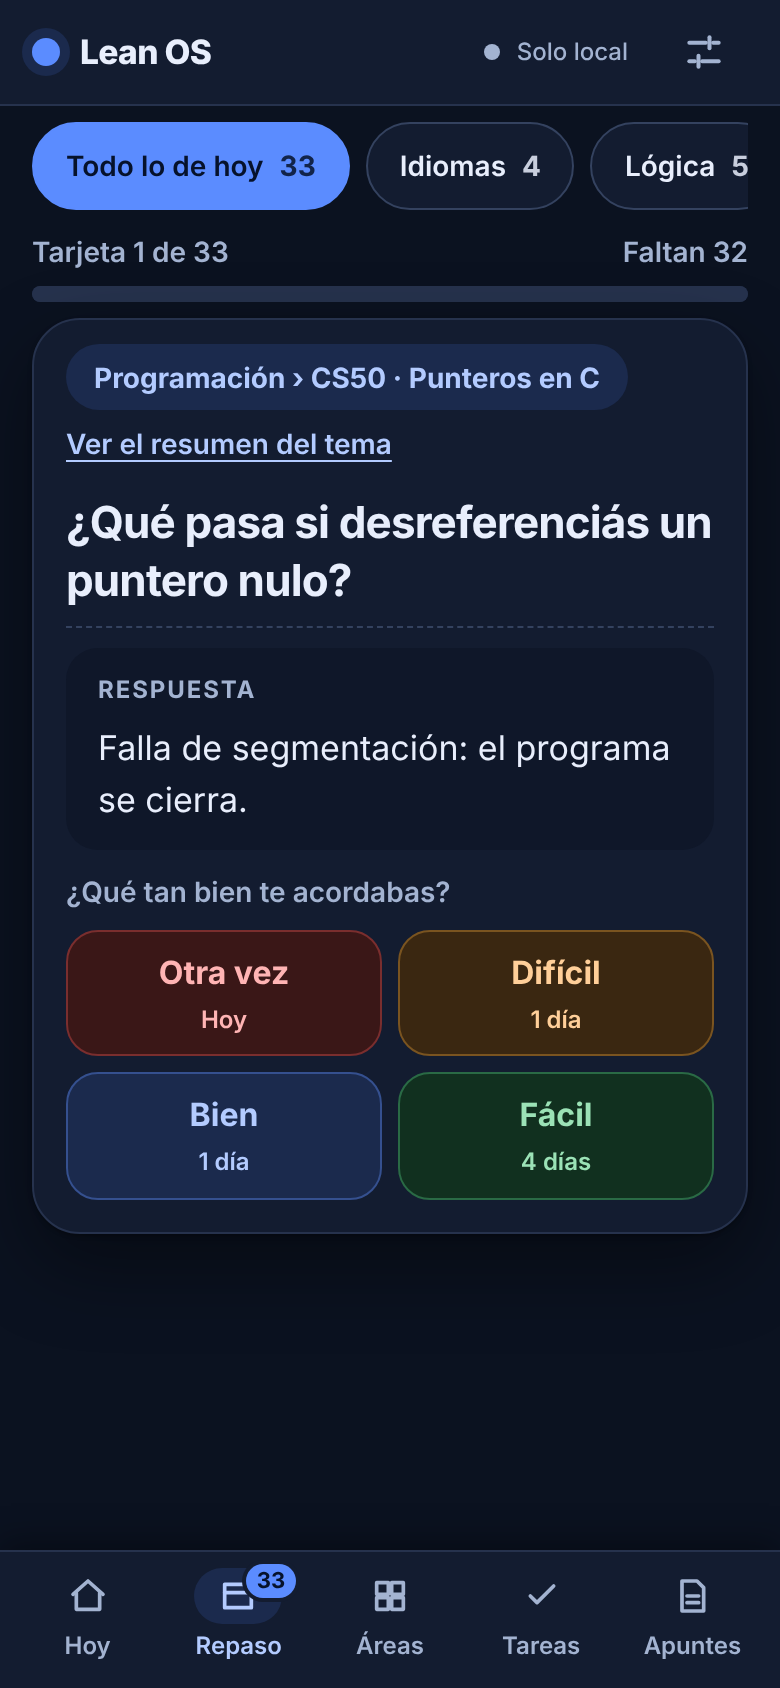 Lean OS
Solo local
Todo lo de hoy 33
Idiomas 4
Lógica 5
Tarjeta 1 de 33
Faltan 32
Programación › CS50 · Punteros en C
Ver el resumen del tema
¿Qué pasa si desreferenciás un
puntero nulo?
RESPUESTA
Falla de segmentación: el programa
se cierra.
¿Qué tan bien te acordabas?
Otra vez
Hoy
Difícil
1 día
Bien
1 día
Fácil
4 días
33
Hoy
Repaso
Áreas
Tareas
Apuntes